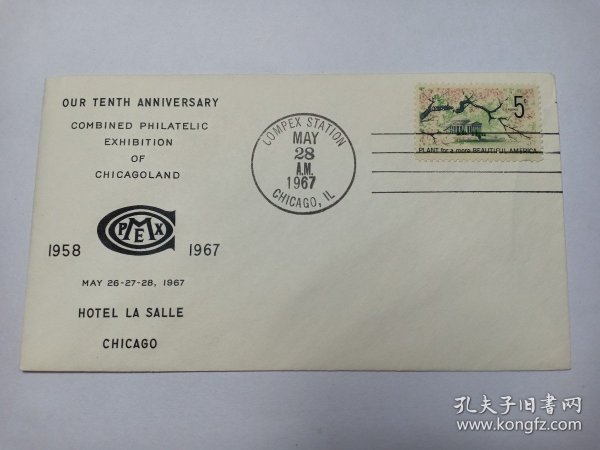 OUR TENTH ANNIVERSARY
COMBINED PHILATELIC
EXHIBITION
OF
CHICAGOLAND
COMPEX
1958 1967
MAY 26-27-28, 1967
HOTEL LA SALLE
CHICAGO
COMPEX STATION
MAY
28
A.M.
1967
CHICAGO, IL
5c
PLANT for a more BEAUTIFUL AMERICA
孔夫子旧书网
www.kongfz.com